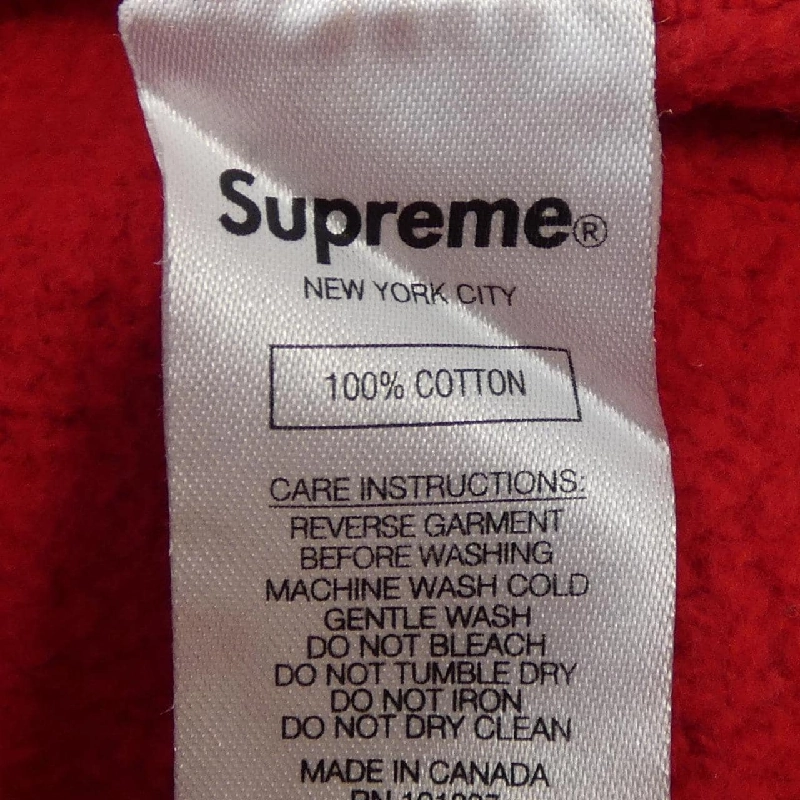 Supreme®
NEW YORK CITY
100% COTTON
CARE INSTRUCTIONS:
REVERSE GARMENT
BEFORE WASHING
MACHINE WASH COLD
GENTLE WASH
DO NOT BLEACH
DO NOT TUMBLE DRY
DO NOT IRON
DO NOT DRY CLEAN
MADE IN CANADA
RN